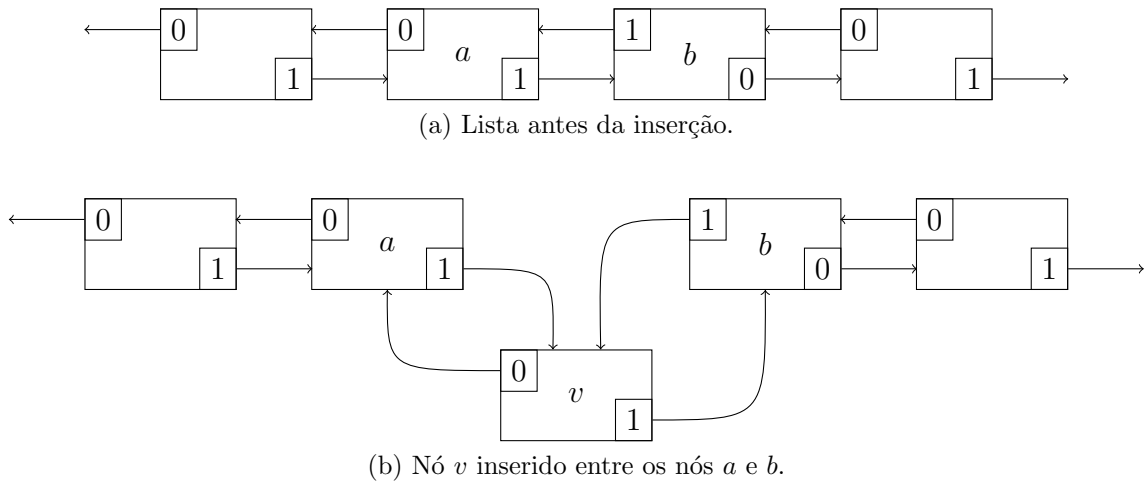 0 0 1 0
a b
1 1 0 1
(a) Lista antes da inserção.
0 0 1 0
a b
1 1 0 1
0
v
1
(b) Nó v inserido entre os nós a e b.